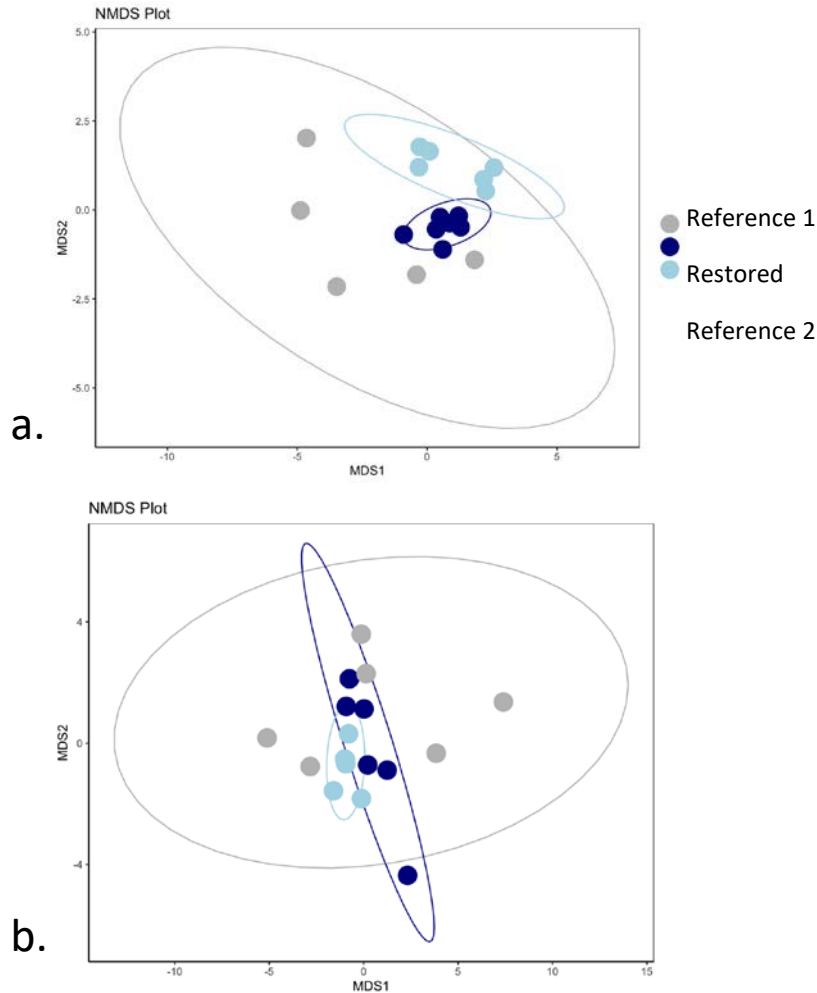 NMDS Plot
5.0
2.5
0.0
-2.5
-5.0
MDS2
-10
-5
0
5
MDS1
a.
Reference 1
Restored
Reference 2
NMDS Plot
4
0
-4
MDS2
-10
-5
0
5
10
15
MDS1
b.